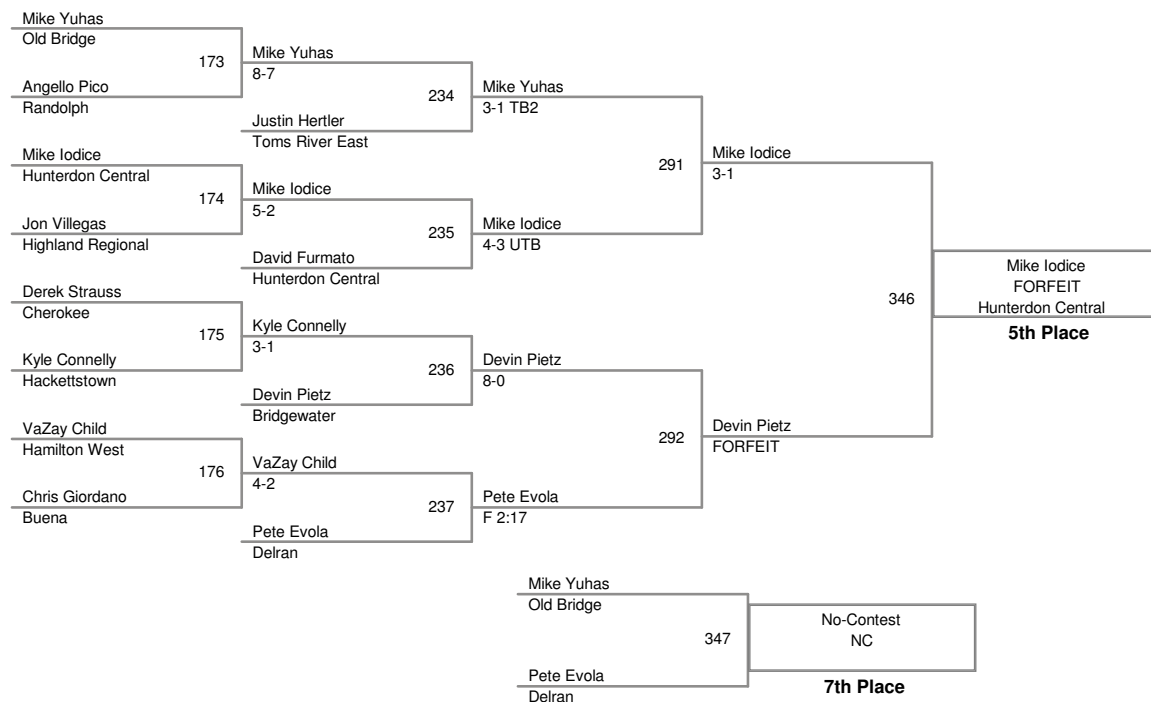 Mike Yuhas
Old Bridge
173
Angello Pico
Randolph
Mike Iodice
Hunterdon Central
174
Jon Villegas
Highland Regional
Derek Strauss
Cherokee
175
Kyle Connelly
Hackettstown
VaZay Child
Hamilton West
176
Chris Giordano
Buena
Mike Yuhas
8-7
234
Justin Hertler
Toms River East
Mike Iodice
5-2
235
David Furmato
Hunterdon Central
Kyle Connelly
3-1
236
Devin Pietz
Bridgewater
VaZay Child
4-2
237
Pete Evola
Delran
Mike Yuhas
3-1 TB2
291
Mike Iodice
4-3 UTB
Devin Pietz
8-0
292
Pete Evola
F 2:17
Mike Iodice
3-1
346
Devin Pietz
FORFEIT
Mike Iodice
FORFEIT
Hunterdon Central
5th Place
Mike Yuhas
Old Bridge
347
Pete Evola
Delran
No-Contest
NC
7th Place